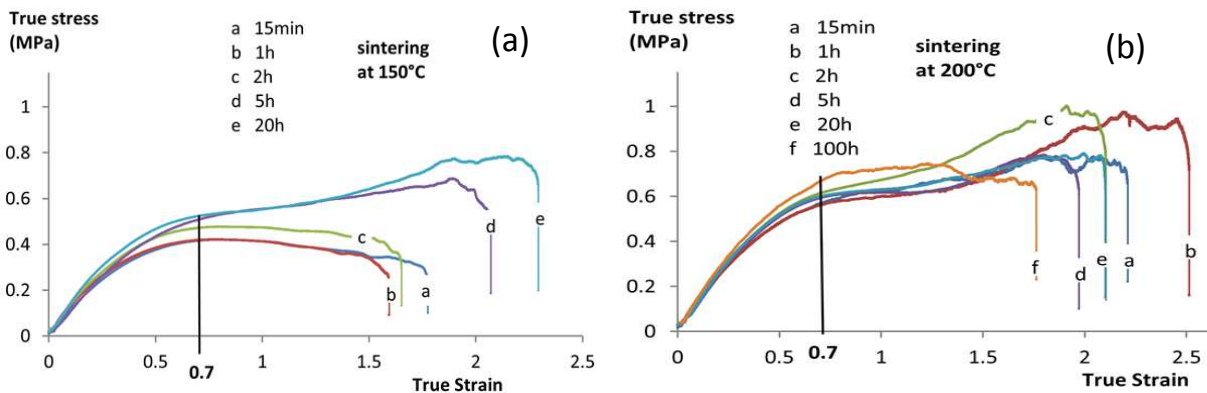 True stress
(MPa)
a 15min
b 1h
c 2h
d 5h
e 20h
sintering
at 150°C
(a)
1
0.8
0.6
0.4
0.2
0
c
b
a
d
e
0
0.5
1
1.5
2
2.5
0.7
True Strain
True stress
(MPa)
a 15min
b 1h
c 2h
d 5h
e 20h
f 100h
sintering
at 200°C
(b)
1
0.8
0.6
0.4
0.2
0
c
f
d
e
a
b
0
0.5
1
1.5
2
2.5
0.7
True Strain